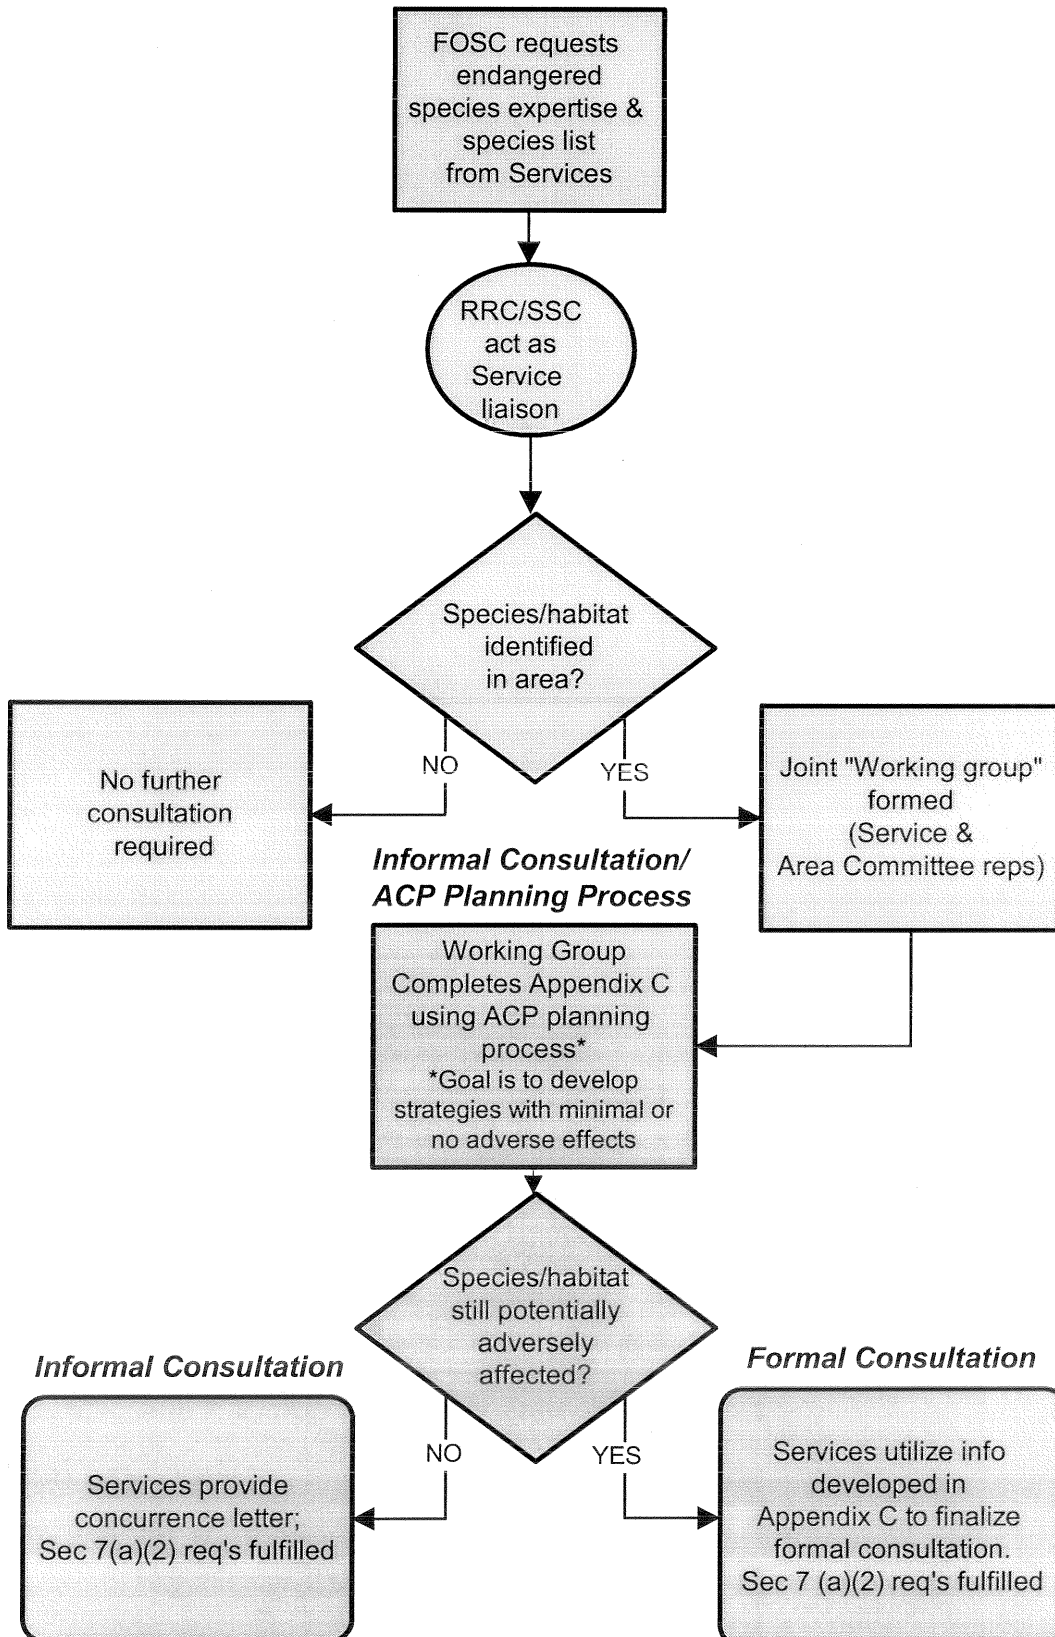 FOSC requests
endangered
species expertise &
species list
from Services
RRC/SSC
act as
Service
liaison
Species/habitat
identified
in area?
NO
YES
No further
consultation
required
Joint "Working group"
formed
(Service &
Area Committee reps)
Informal Consultation/
ACP Planning Process
Working Group
Completes Appendix C
using ACP planning
process*
*Goal is to develop
strategies with minimal or
no adverse effects
Species/habitat
still potentially
adversely
affected?
NO
YES
Informal Consultation
Services provide
concurrence letter;
Sec 7(a)(2) req's fulfilled
Formal Consultation
Services utilize info
developed in
Appendix C to finalize
formal consultation.
Sec 7 (a)(2) req's fulfilled